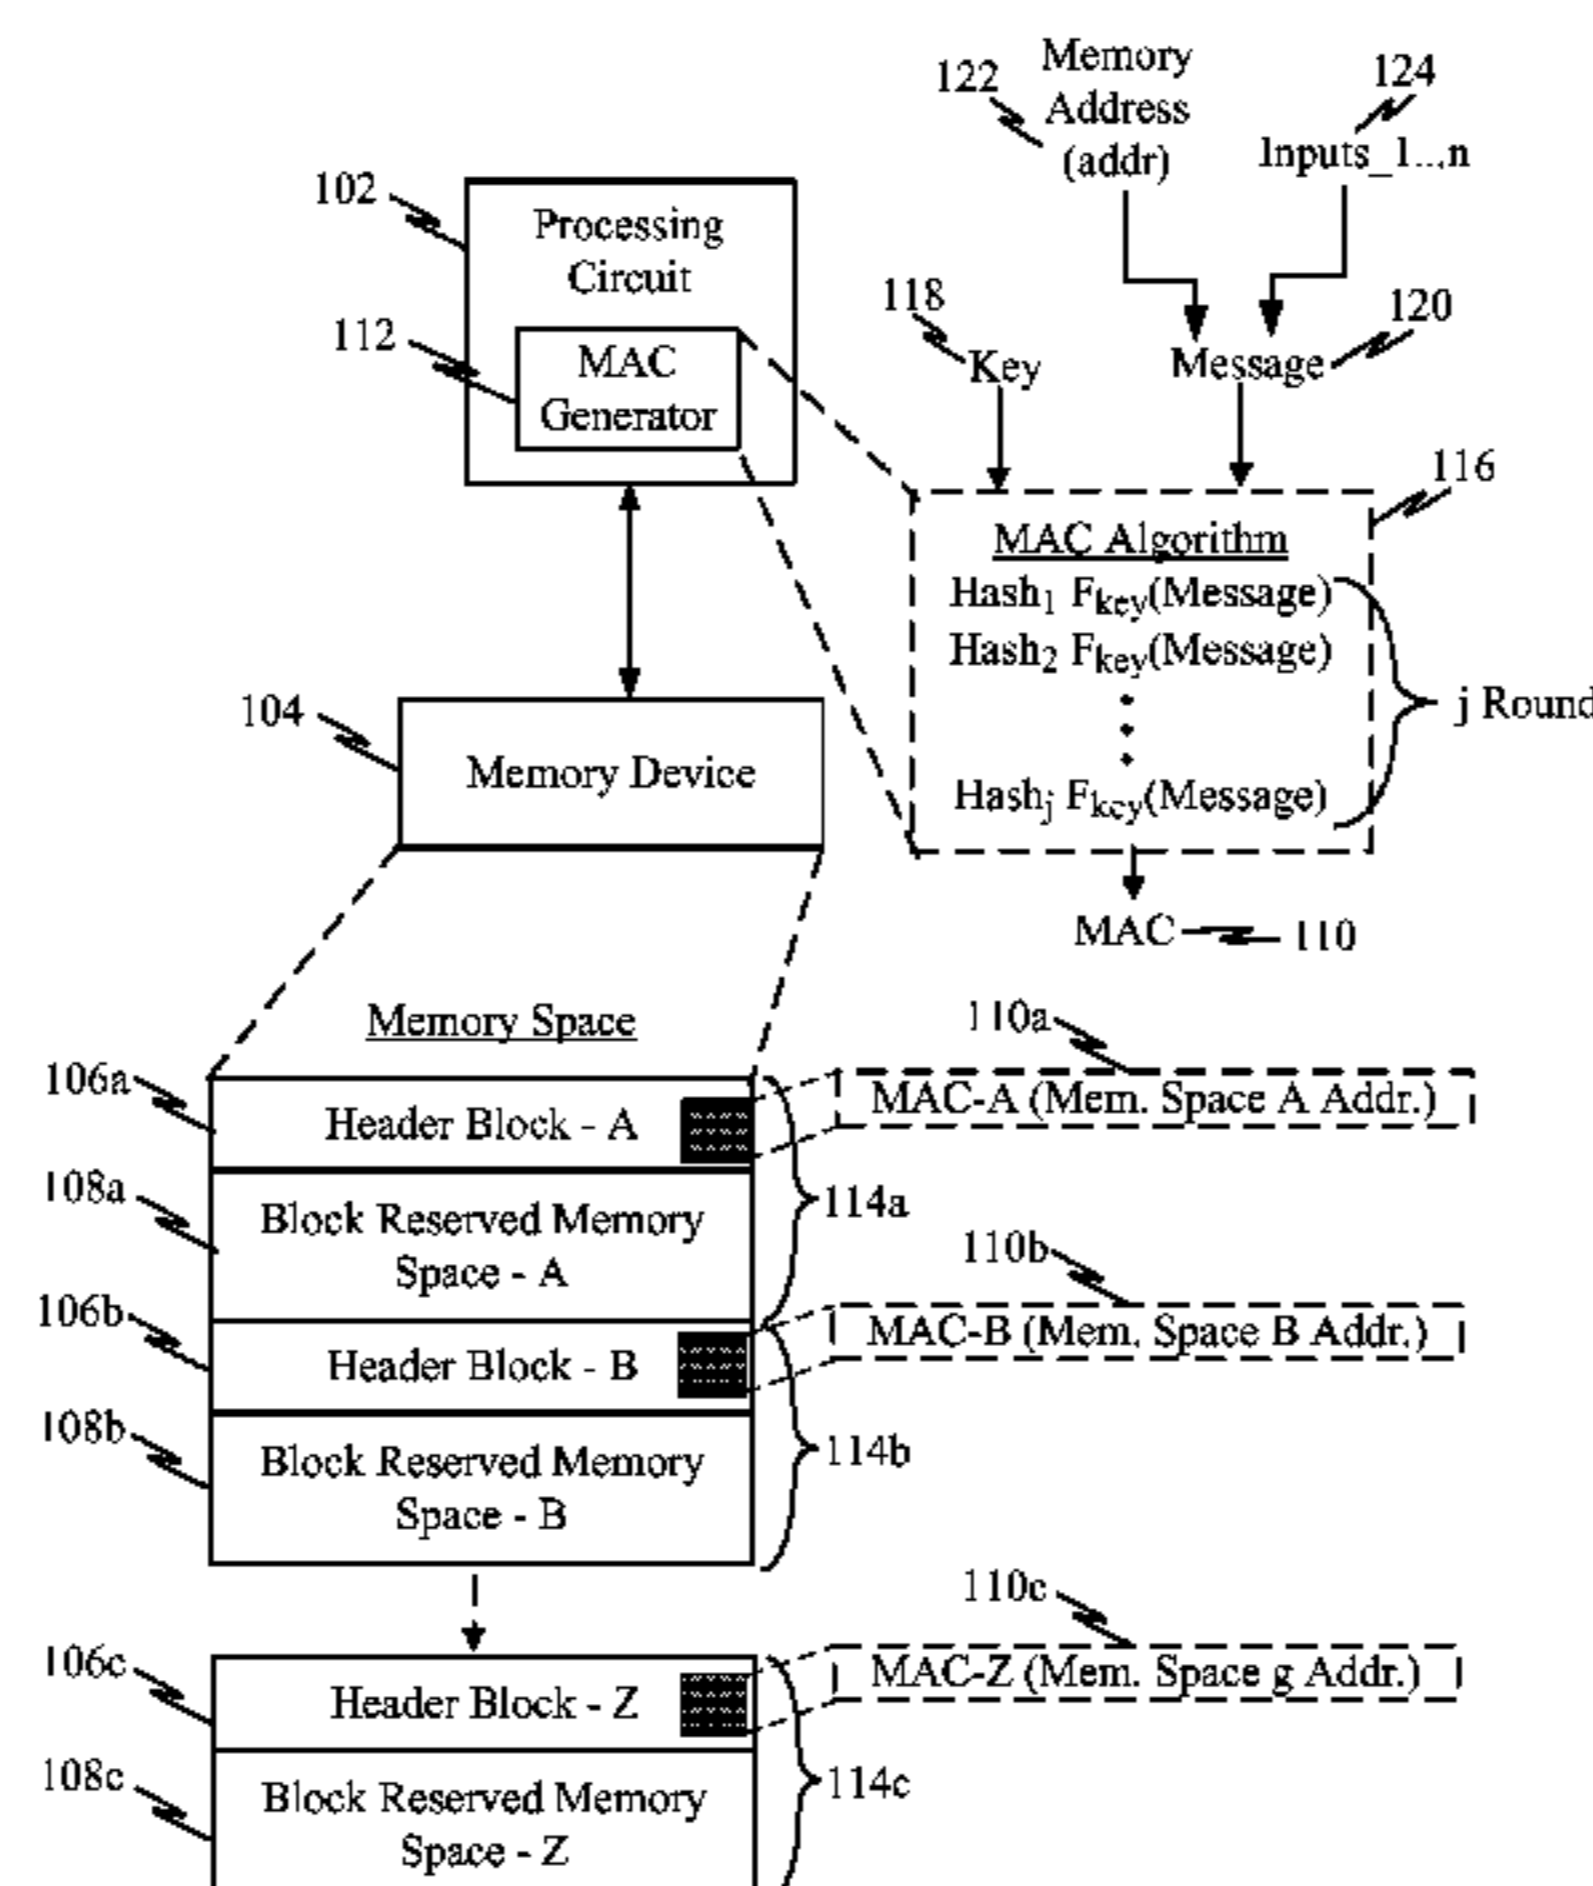 122
Memory
Address
(addr)
124
Inputs_1...n
102
Processing
Circuit
118
Key
Message
120
112
MAC
Generator
116
MAC Algorithm
Hash1 Fkey(Message)
Hash2 Fkey(Message)
Hashj Fkey(Message)
j Round
104
Memory Device
MAC
110
Memory Space
106a
Header Block - A
110a
MAC-A (Mem. Space A Addr.)
108a
Block Reserved Memory
Space - A
114a
106b
Header Block - B
110b
MAC-B (Mem. Space B Addr.)
108b
Block Reserved Memory
Space - B
114b
106c
Header Block - Z
110c
MAC-Z (Mem. Space g Addr.)
108c
Block Reserved Memory
Space - Z
114c